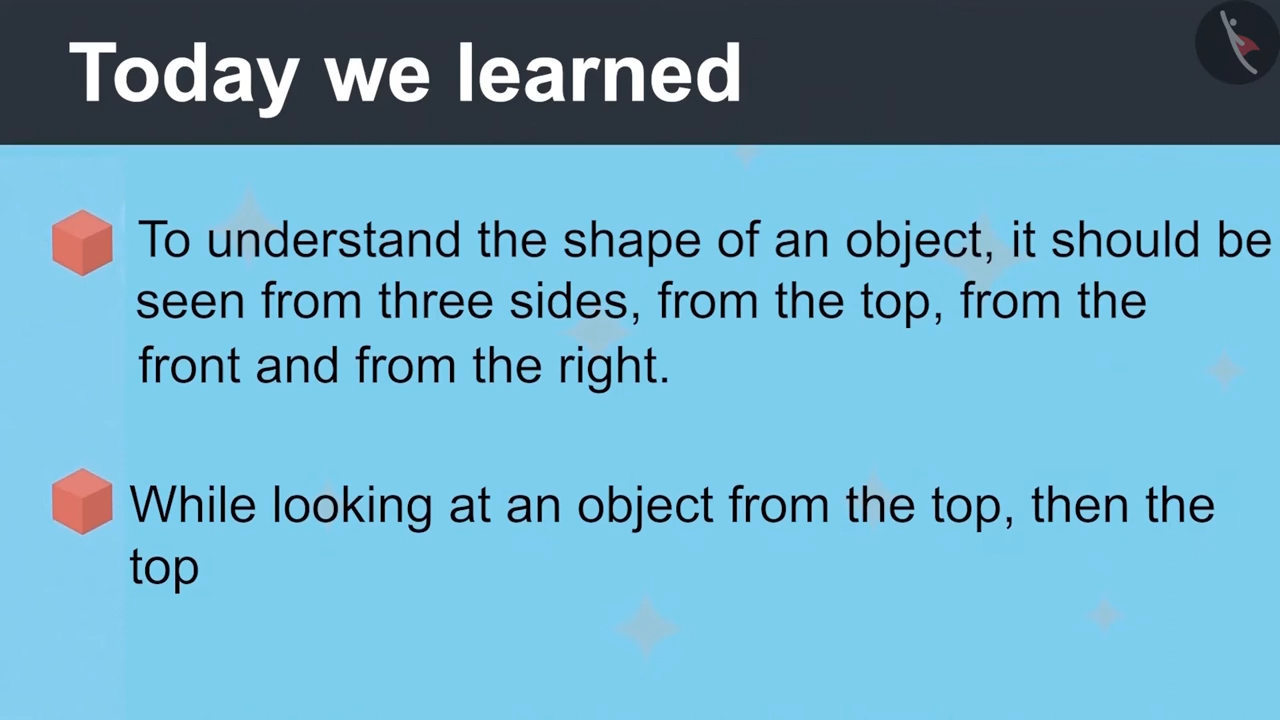 Today we learned
To understand the shape of an object, it should be
seen from three sides, from the top, from the
front and from the right.
While looking at an object from the top, then the
top